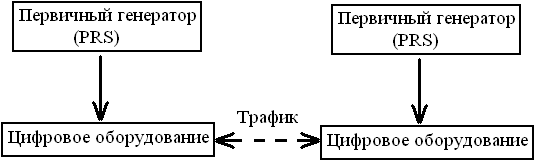 Первичный генератор
(PRS)
Первичный генератор
(PRS)
Трафик
Цифровое оборудование
Цифровое оборудование